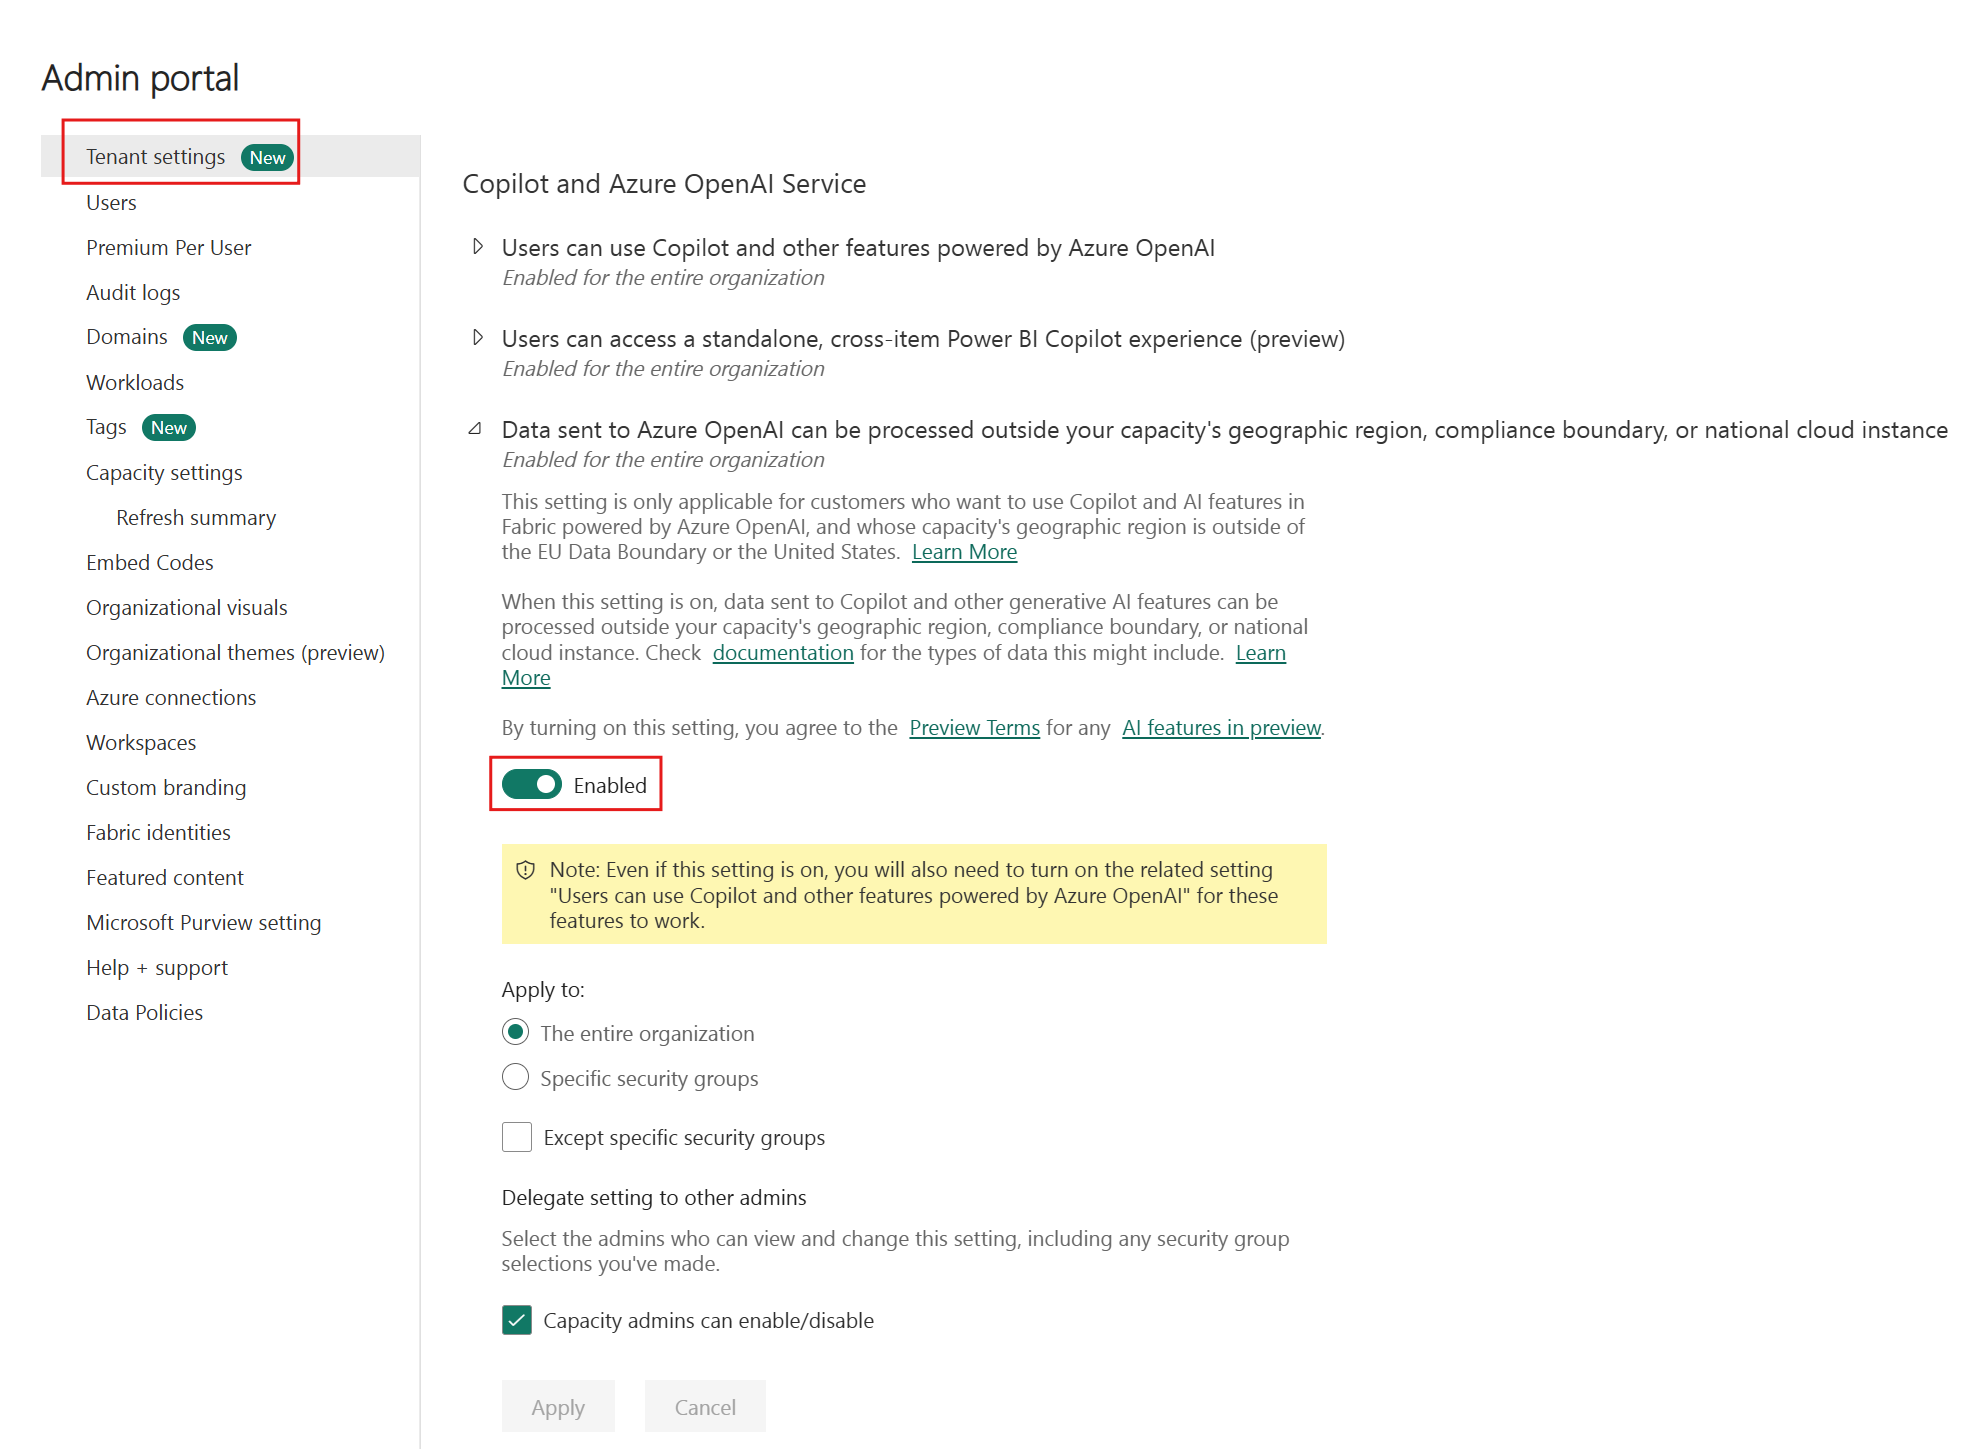 Admin portal
Tenant settings New
Users
Premium Per User
Audit logs
Domains New
Workloads
Tags New
Capacity settings
Refresh summary
Embed Codes
Organizational visuals
Organizational themes (preview)
Azure connections
Workspaces
Custom branding
Fabric identities
Featured content
Microsoft Purview setting
Help + support
Data Policies
Copilot and Azure OpenAI Service
Users can use Copilot and other features powered by Azure OpenAI
Enabled for the entire organization
Users can access a standalone, cross-item Power BI Copilot experience (preview)
Enabled for the entire organization
Data sent to Azure OpenAI can be processed outside your capacity's geographic region, compliance boundary, or national cloud instance
Enabled for the entire organization
This setting is only applicable for customers who want to use Copilot and AI features in
Fabric powered by Azure OpenAI, and whose capacity's geographic region is outside of
the EU Data Boundary or the United States. Learn More
When this setting is on, data sent to Copilot and other generative AI features can be
processed outside your capacity's geographic region, compliance boundary, or national
cloud instance. Check documentation for the types of data this might include. Learn
More
By turning on this setting, you agree to the Preview Terms for any AI features in preview.
Enabled
Note: Even if this setting is on, you will also need to turn on the related setting
"Users can use Copilot and other features powered by Azure OpenAI" for these
features to work.
Apply to:
The entire organization
Specific security groups
Except specific security groups
Delegate setting to other admins
Select the admins who can view and change this setting, including any security group
selections you've made.
Capacity admins can enable/disable
Apply Cancel